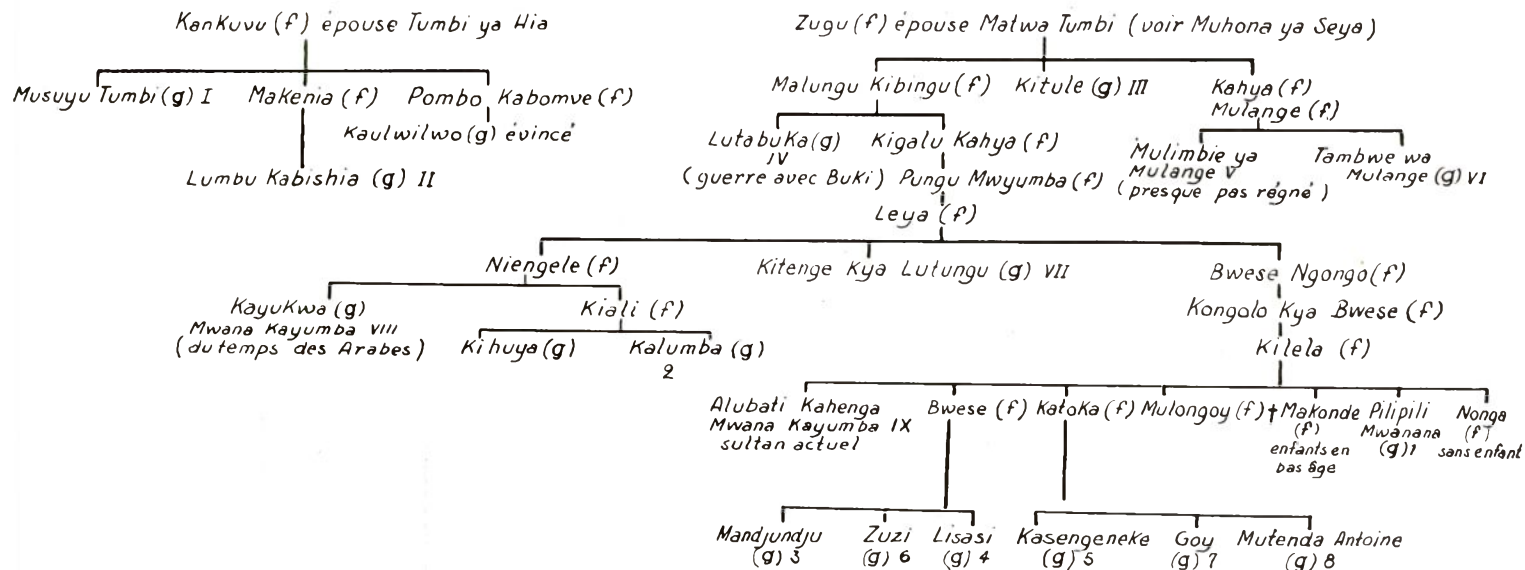 Kankuvu (f) épouse Tumbi ya Hia
Zugu (f) épouse Matwa Tumbi (voir Muhona ya Seya)
Musuyu Tumbi (g) I
Makenia (f)
Pombo Kabomve (f)
Kaulwilwo (g) évincé
Lumbu Kabishia (g) II
Malungu Kibingu (f)
Kitule (g) III
Kahya (f)
Mulange (f)
Lutabuka (g)
IV
(guerre avec Buki)
Kigalu Kahya (f)
Pungu Mwyumba (f)
Leya (f)
Mulimbie ya
Mulange V
(presque pas régné)
Tambwe wa
Mulange (g) VI
Niengele (f)
Kitenge Kya Lutungu (g) VII
Bwese Ngongo (f)
Kayukwa (g)
Mwana Kayumba VIII
(du temps des Arabes)
Kiali (f)
Kihuya (g)
Kalumba (g)
2
Kongolo Kya Bwese (f)
Kilela (f)
Alubati Kahenga
Mwana Kayumba IX
sultan actuel
Bwese (f)
Katoka (f)
Mulongoy (f) †
Makonde
(f)
enfants en
bas âge
Pilipili
Mwanana
(g) 1
Nonga
(f)
sans enfant
Mandjundju
(g) 3
Zuzi
(g) 6
Lisasi
(g) 4
Kasengeneke
(g) 5
Goy
(g) 7
Mutenda Antoine
(g) 8